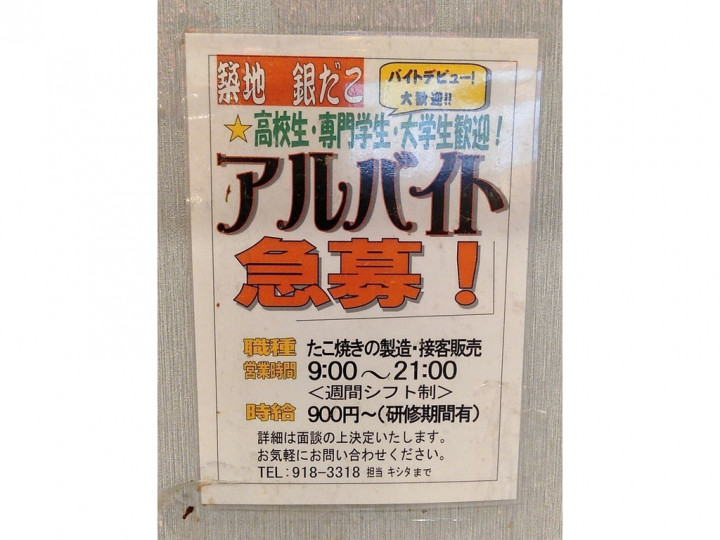 築地 銀だこ
バイトデビュー!
大歓迎!!
★高校生・専門学生・大学生歓迎!
アルバイト
急募!
職種 たこ焼きの製造・接客販売
営業時間 9:00~21:00
<週間シフト制>
時給 900円~(研修期間有)
詳細は面談の上決定いたします。
お気軽にお問い合わせください。
TEL:918-3318 担当 キシタ まで